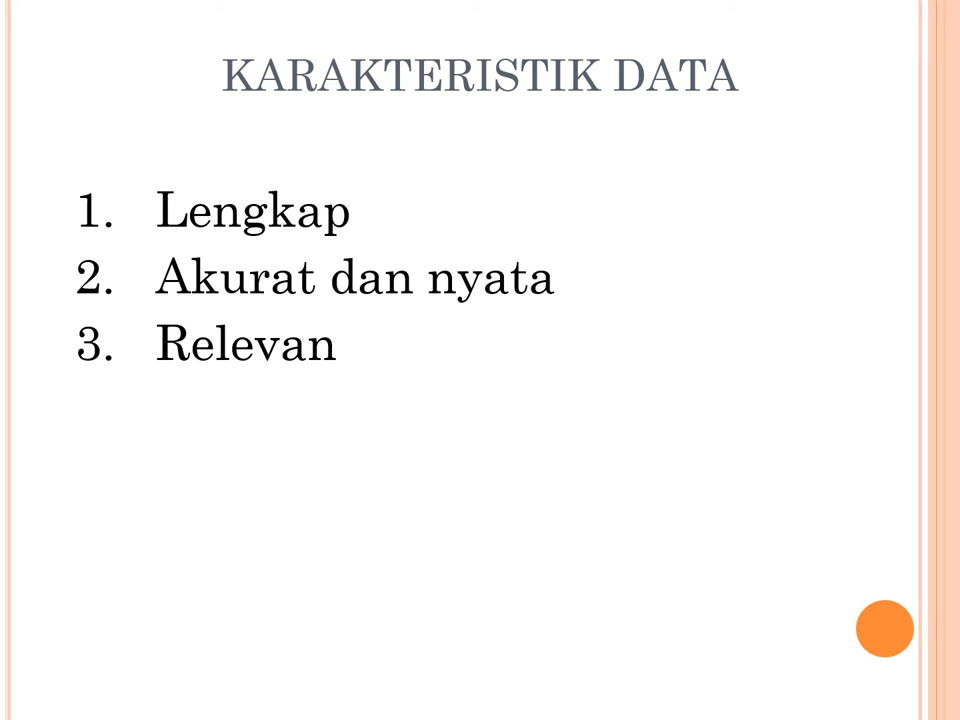 KARAKTERISTIK DATA
1. Lengkap
2. Akurat dan nyata
3. Relevan